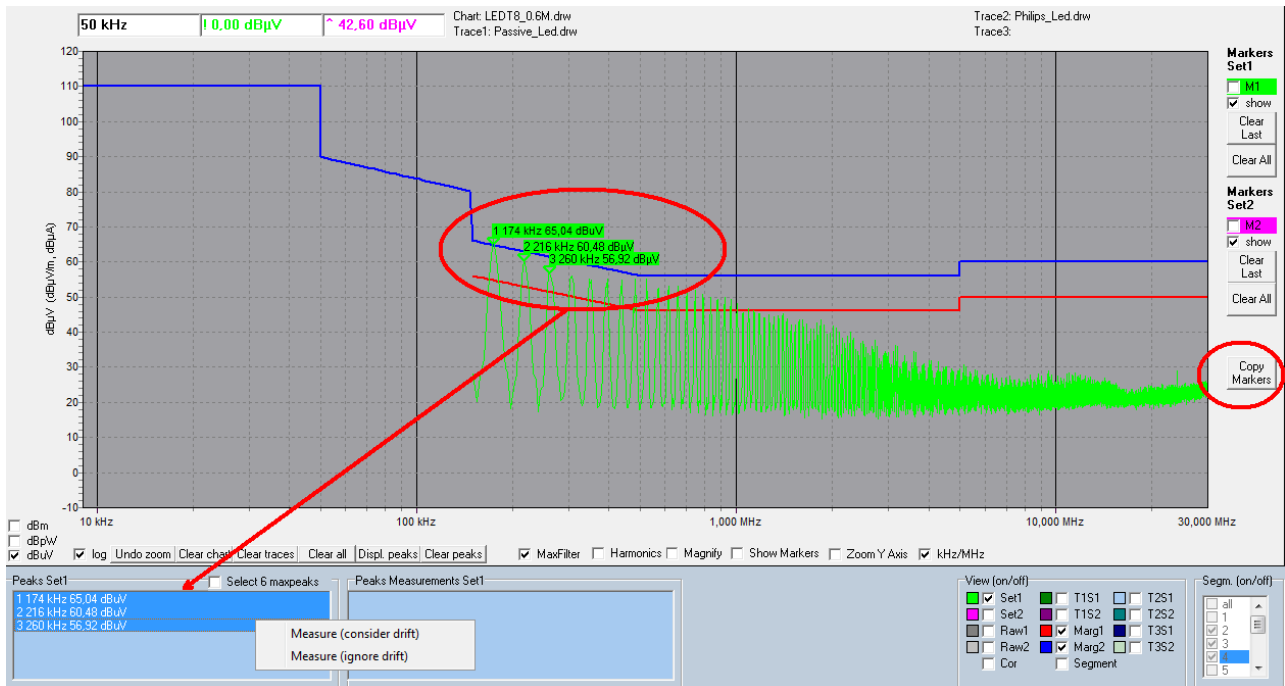 50 kHz
! 0,00 dBµV
^ 42,60 dBµV
Chart: LEDT8_0.6M.drw
Trace1: Passive_Led.drw
Trace2: Philips_Led.drw
Trace3:
120
110
100
90
80
70
60
50
40
30
20
10
0
-10
dBµV (dBµV/m, dBµA)
1 174 kHz 65,04 dBuV
2 216 kHz 60,48 dBµV
3 260 kHz 56,92 dBµV
10 kHz
100 kHz
1,000 MHz
10,000 MHz
30,000 MHz
Markers
Set1
M1
show
Clear
Last
Clear All
Markers
Set2
M2
show
Clear
Last
Clear All
Copy
Markers
dBm
dBpW
dBuV
log Undo zoom Clear chart Clear traces Clear all Displ. peaks Clear peaks MaxFilter Harmonics Magnify Show Markers Zoom Y Axis kHz/MHz
Peaks Set1
Select 6 maxpeaks
1 174 kHz 65,04 dBuV
2 216 kHz 60,48 dBuV
3 260 kHz 56,92 dBuV
Measure (consider drift)
Measure (ignore drift)
Peaks Measurements Set1
View (on/off)
Set1 T1S1 T2S1
Set2 T1S2 T2S2
Raw1 Marg1 T3S1
Raw2 Marg2 T3S2
Cor Segment
Segm. (on/off)
all
1
2
3
4
5